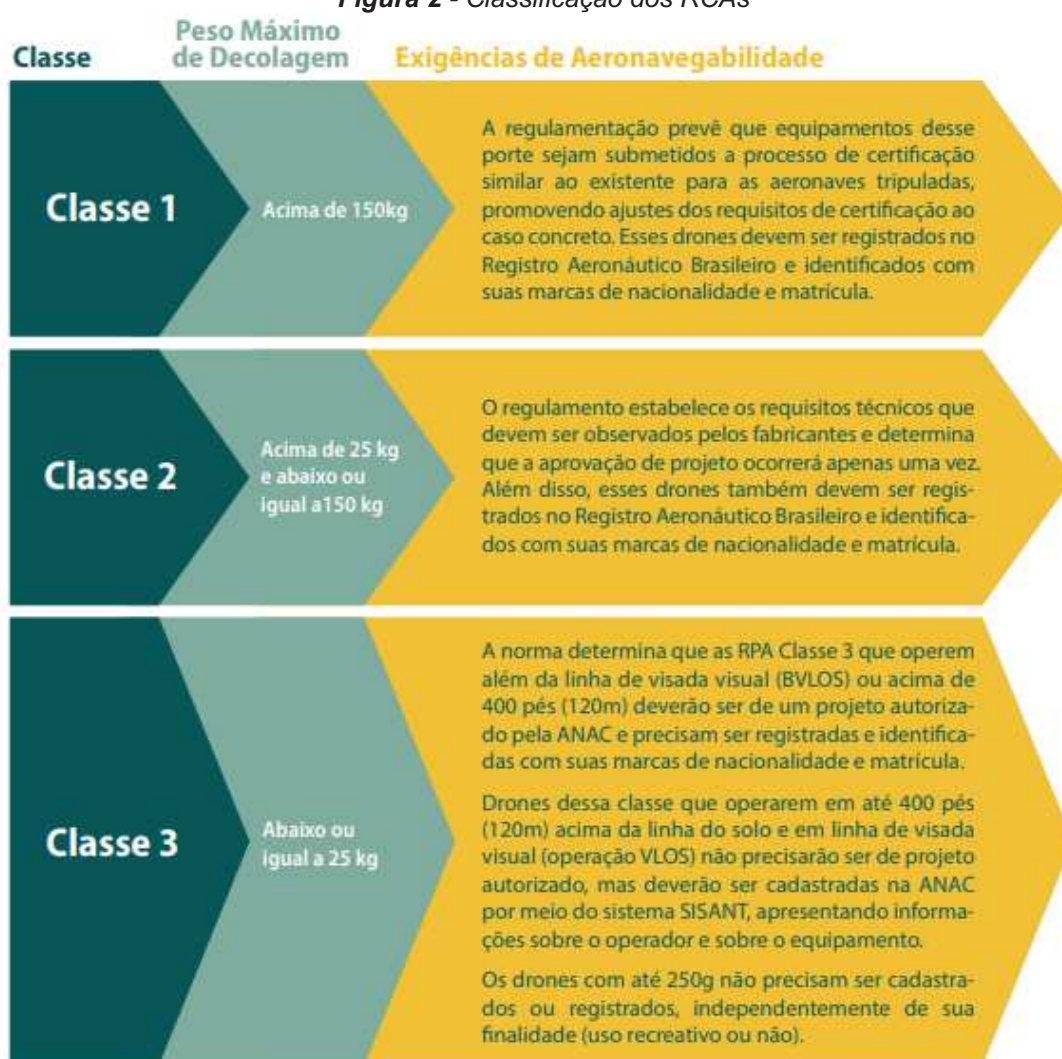 Figura 2 - Classificação dos RCAs
Classe
Peso Máximo
de Decolagem
Exigências de Aeronavegabilidade
Classe 1
Acima de 150kg
A regulamentação prevê que equipamentos desse
porte sejam submetidos a processo de certificação
similar ao existente para as aeronaves tripuladas,
promovendo ajustes dos requisitos de certificação ao
caso concreto. Esses drones devem ser registrados no
Registro Aeronáutico Brasileiro e identificados com
suas marcas de nacionalidade e matrícula.
Classe 2
Acima de 25 kg
e abaixo ou
igual a150 kg
O regulamento estabelece os requisitos técnicos que
devem ser observados pelos fabricantes e determina
que a aprovação de projeto ocorrerá apenas uma vez.
Além disso, esses drones também devem ser regis-
trados no Registro Aeronáutico Brasileiro e identifica-
dos com suas marcas de nacionalidade e matrícula.
Classe 3
Abaixo ou
igual a 25 kg
A norma determina que as RPA Classe 3 que operem
além da linha de visada visual (BVLOS) ou acima de
400 pés (120m) deverão ser de um projeto autoriza-
do pela ANAC e precisam ser registradas e identifica-
das com suas marcas de nacionalidade e matrícula.
Drones dessa classe que operarem em até 400 pés
(120m) acima da linha do solo e em linha de visada
visual (operação VLOS) não precisarão ser de projeto
autorizado, mas deverão ser cadastradas na ANAC
por meio do sistema SISANT, apresentando informa-
ções sobre o operador e sobre o equipamento.
Os drones com até 250g não precisam ser cadastra-
dos ou registrados, independentemente de sua
finalidade (uso recreativo ou não).